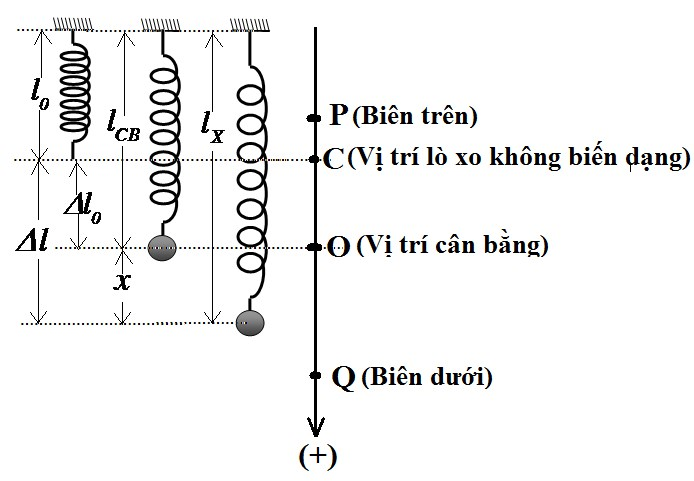 l0
lCB
lX
P (Biên trên)
C (Vị trí lò xo không biến dạng)
Δl0
Δl
O (Vị trí cân bằng)
x
Q (Biên dưới)
(+)